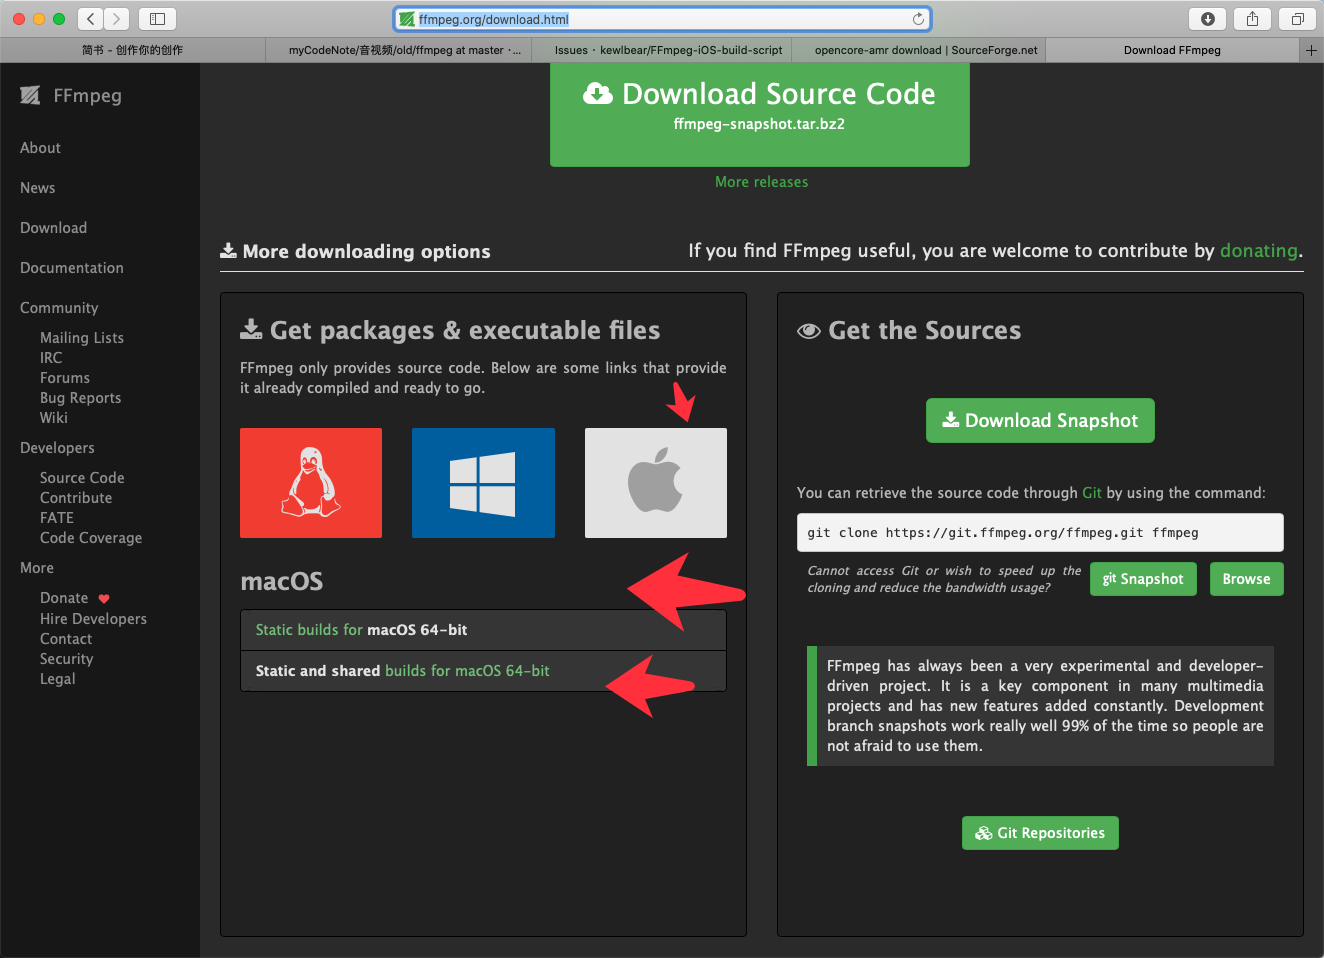 ffmpeg.org/download.html
简书 - 创作你的创作
myCodeNote/音视频/old/ffmpeg at master ·...
Issues · kewlbear/FFmpeg-iOS-build-script
opencore-amr download | SourceForge.net
Download FFmpeg
FFmpeg
About
News
Download
Documentation
Community
Mailing Lists
IRC
Forums
Bug Reports
Wiki
Developers
Source Code
Contribute
FATE
Code Coverage
More
Donate
Hire Developers
Contact
Security
Legal
Download Source Code
ffmpeg-snapshot.tar.bz2
More releases
More downloading options
If you find FFmpeg useful, you are welcome to contribute by donating.
Get packages & executable files
FFmpeg only provides source code. Below are some links that provide
it already compiled and ready to go.
macOS
Static builds for macOS 64-bit
Static and shared builds for macOS 64-bit
Get the Sources
Download Snapshot
You can retrieve the source code through Git by using the command:
git clone https://git.ffmpeg.org/ffmpeg.git ffmpeg
Cannot access Git or wish to speed up the
cloning and reduce the bandwidth usage?
git Snapshot
Browse
FFmpeg has always been a very experimental and developer-
driven project. It is a key component in many multimedia
projects and has new features added constantly. Development
branch snapshots work really well 99% of the time so people are
not afraid to use them.
Git Repositories